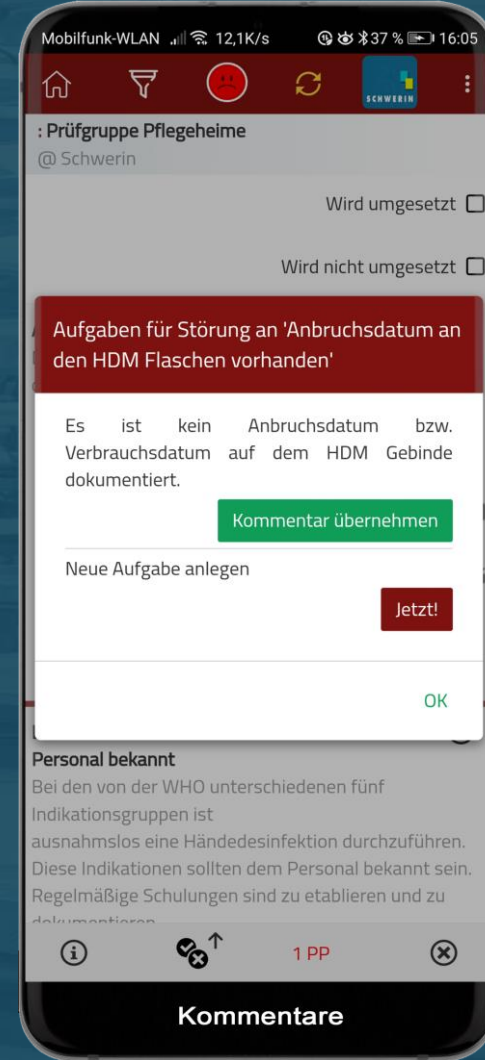 Mobilfunk-WLAN 12,1K/s 37 % 16:05
SCHWERIN
: Prüfgruppe Pflegeheime
@ Schwerin
Wird umgesetzt
Wird nicht umgesetzt
Aufgaben für Störung an 'Anbruchsdatum an
den HDM Flaschen vorhanden'
Es ist kein Anbruchsdatum bzw.
Verbrauchsdatum auf dem HDM Gebinde
dokumentiert.
Kommentar übernehmen
Neue Aufgabe anlegen
Jetzt!
OK
Personal bekannt
Bei den von der WHO unterschiedenen fünf
Indikationsgruppen ist
ausnahmslos eine Händedesinfektion durchzuführen.
Diese Indikationen sollten dem Personal bekannt sein.
Regelmäßige Schulungen sind zu etablieren und zu
dokumentieren
1 PP
Kommentare